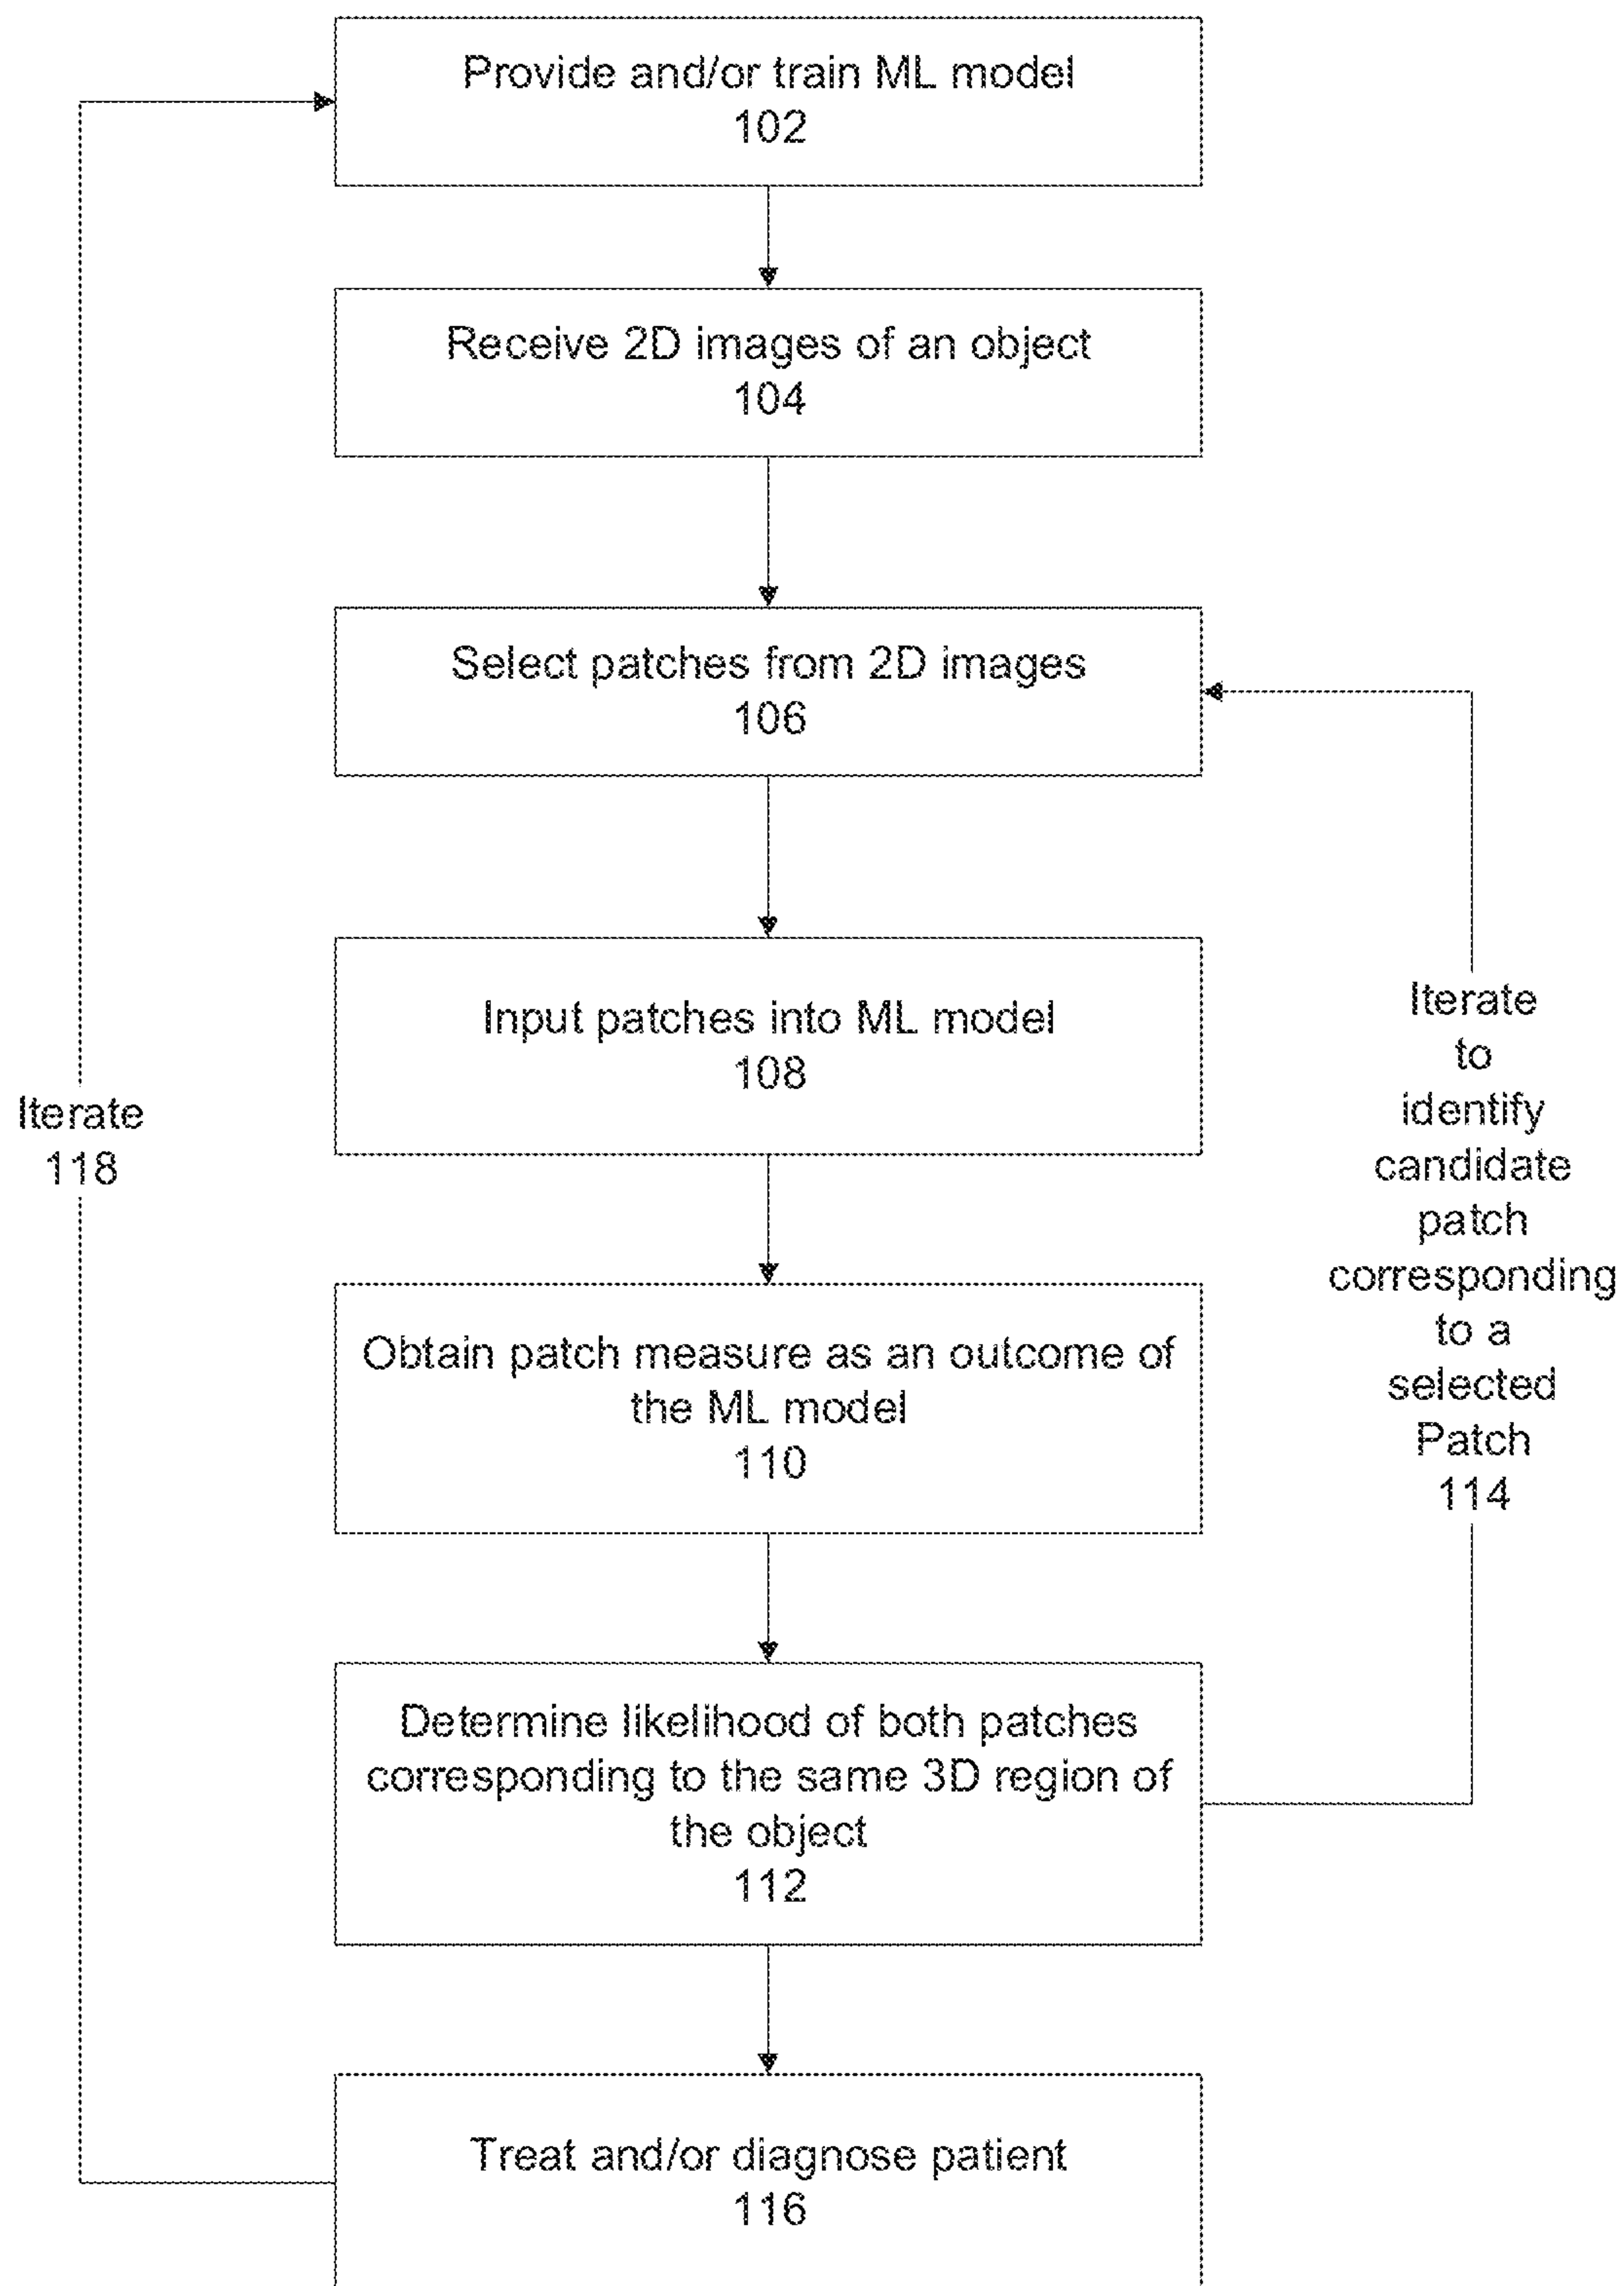 Provide and/or train ML model
102
Receive 2D images of an object
104
Select patches from 2D images
106
Input patches into ML model
108
Iterate
118
Iterate
to
identify
candidate
patch
corresponding
to a
selected
Patch
114
Obtain patch measure as an outcome of
the ML model
110
Determine likelihood of both patches
corresponding to the same 3D region of
the object
112
Treat and/or diagnose patient
116